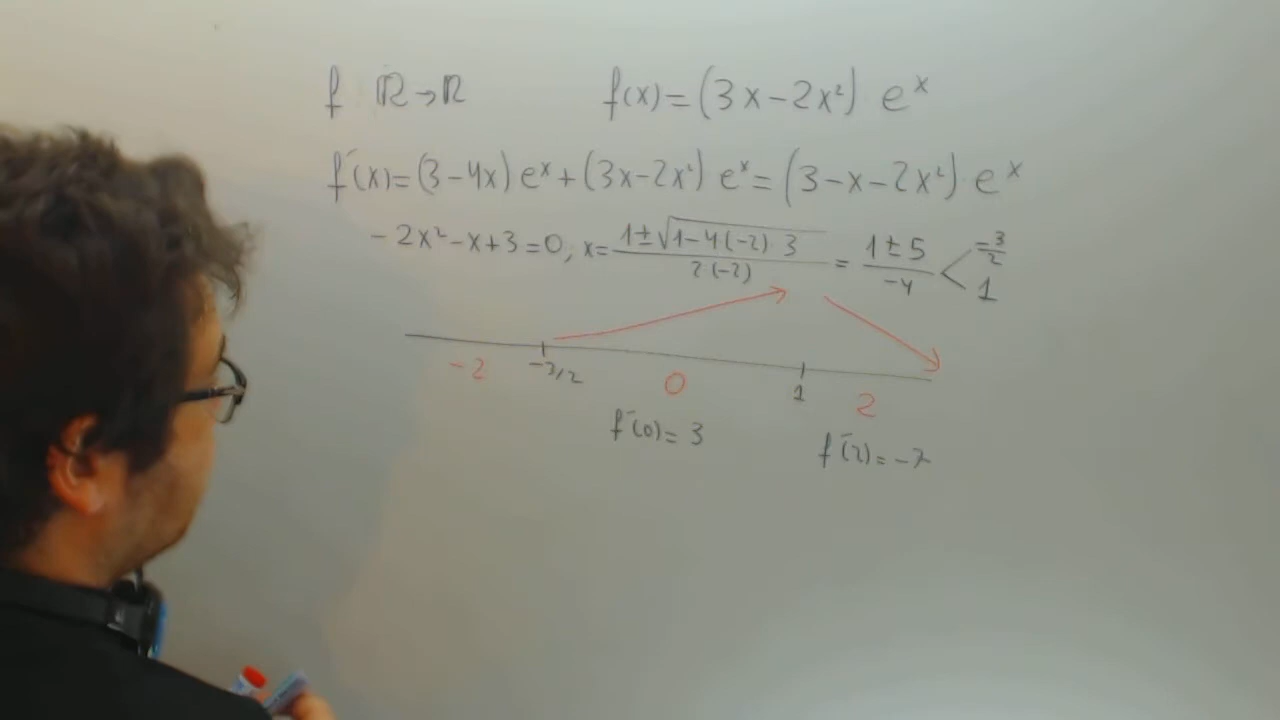 f ℝ→ℝ f(x)=(3x-2x²) eˣ
f'(x)=(3-4x)eˣ+(3x-2x²) eˣ=(3-x-2x²) eˣ
-2x²-x+3=0, x= (1±√(1-4(-2)·3))/(2(-2)) = (1±5)/(-4) < -3/2
1
-2 -3/2 0 1 2
f'(0)=3 f'(2)=-7